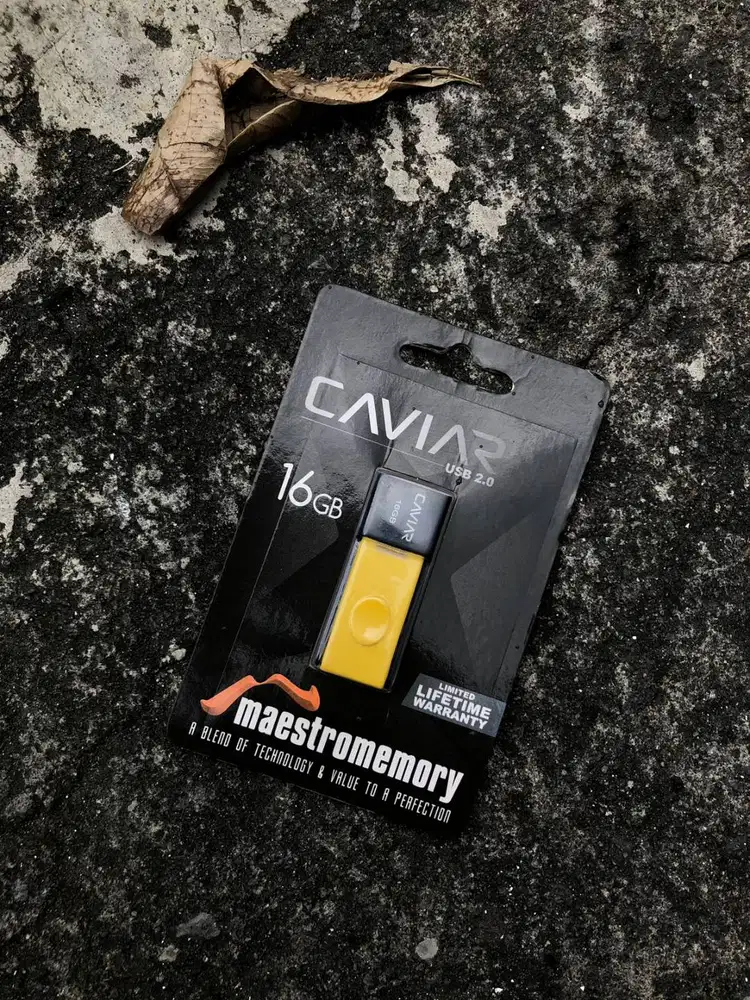 CAVIAR
USB 2.0
16GB
CAVIAR
16GB
LIMITED
LIFETIME
WARRANTY
maestromemory
A BLEND OF TECHNOLOGY & VALUE TO A PERFECTION